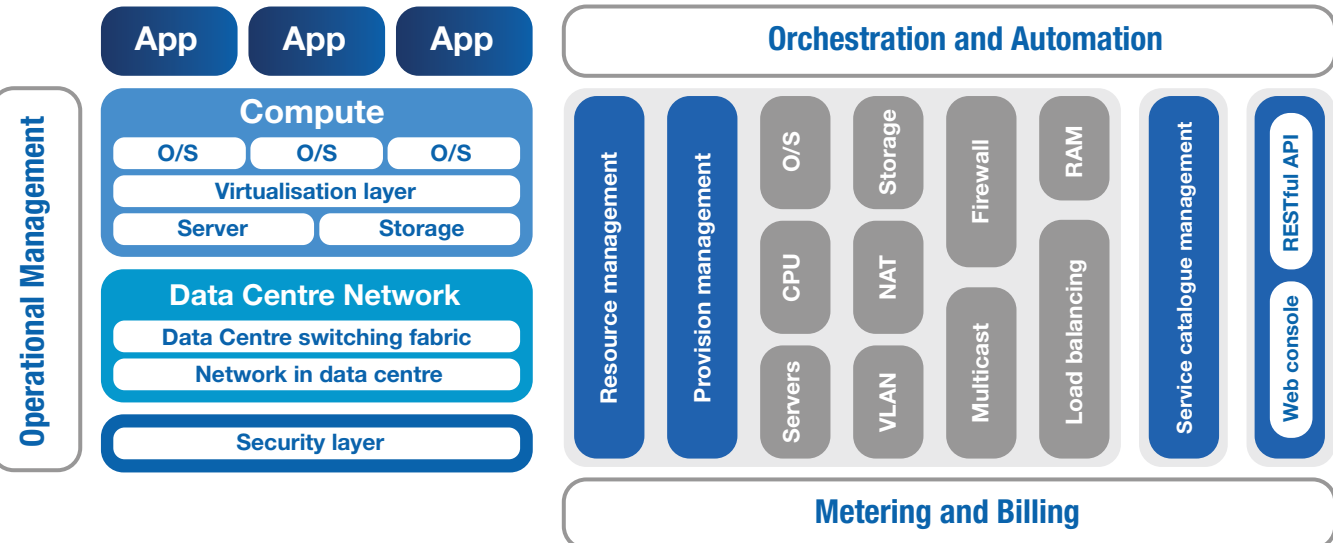 App
App
App
Operational Management
Compute
O/S
O/S
O/S
Virtualisation layer
Server
Storage
Data Centre Network
Data Centre switching fabric
Network in data centre
Security layer
Orchestration and Automation
Resource management
Provision management
O/S
CPU
Servers
Storage
NAT
VLAN
Firewall
Multicast
RAM
Load balancing
Service catalogue management
RESTful API
Web console
Metering and Billing